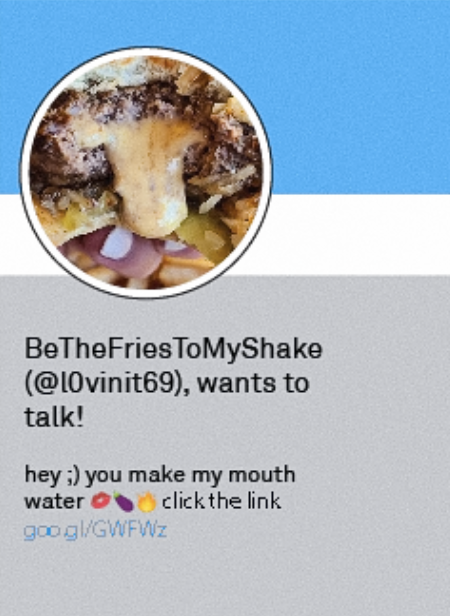 BeTheFriesToMyShake
(@l0vinit69), wants to
talk!
hey ;) you make my mouth
water 💋🍆🔥 click the link
goo.gl/GWFWz